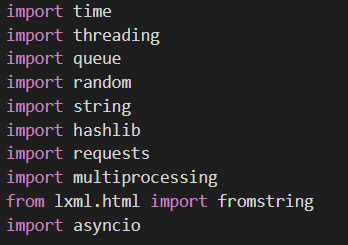 import time
import threading
import queue
import random
import string
import hashlib
import requests
import multiprocessing
from lxml.html import fromstring
import asyncio